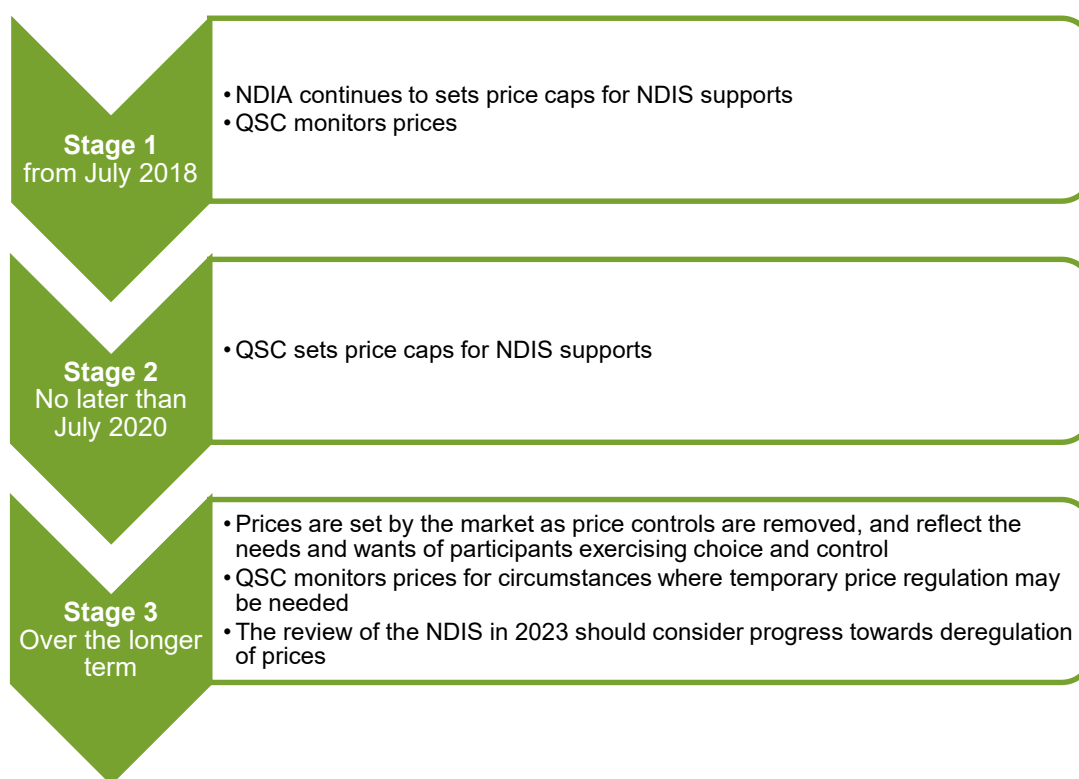 Stage 1
from July 2018
• NDIA continues to sets price caps for NDIS supports
• QSC monitors prices
Stage 2
No later than
July 2020
• QSC sets price caps for NDIS supports
Stage 3
Over the longer
term
• Prices are set by the market as price controls are removed, and reflect the
needs and wants of participants exercising choice and control
• QSC monitors prices for circumstances where temporary price regulation may
be needed
• The review of the NDIS in 2023 should consider progress towards deregulation
of prices